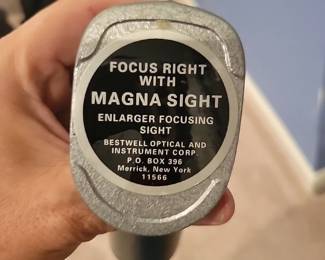 FOCUS RIGHT
WITH
MAGNA SIGHT
ENLARGER FOCUSING
SIGHT
BESTWELL OPTICAL AND
INSTRUMENT CORP.
P.O. BOX 396
Merrick, New York
11566